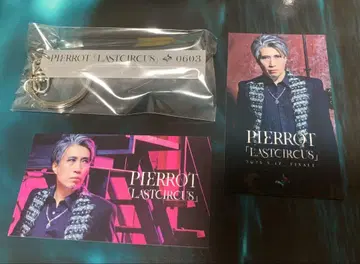 PIERROT「LASTCIRCUS」 0603
PIERROT
「LASTCIRCUS」
PIERROT
「LASTCIRCUS」